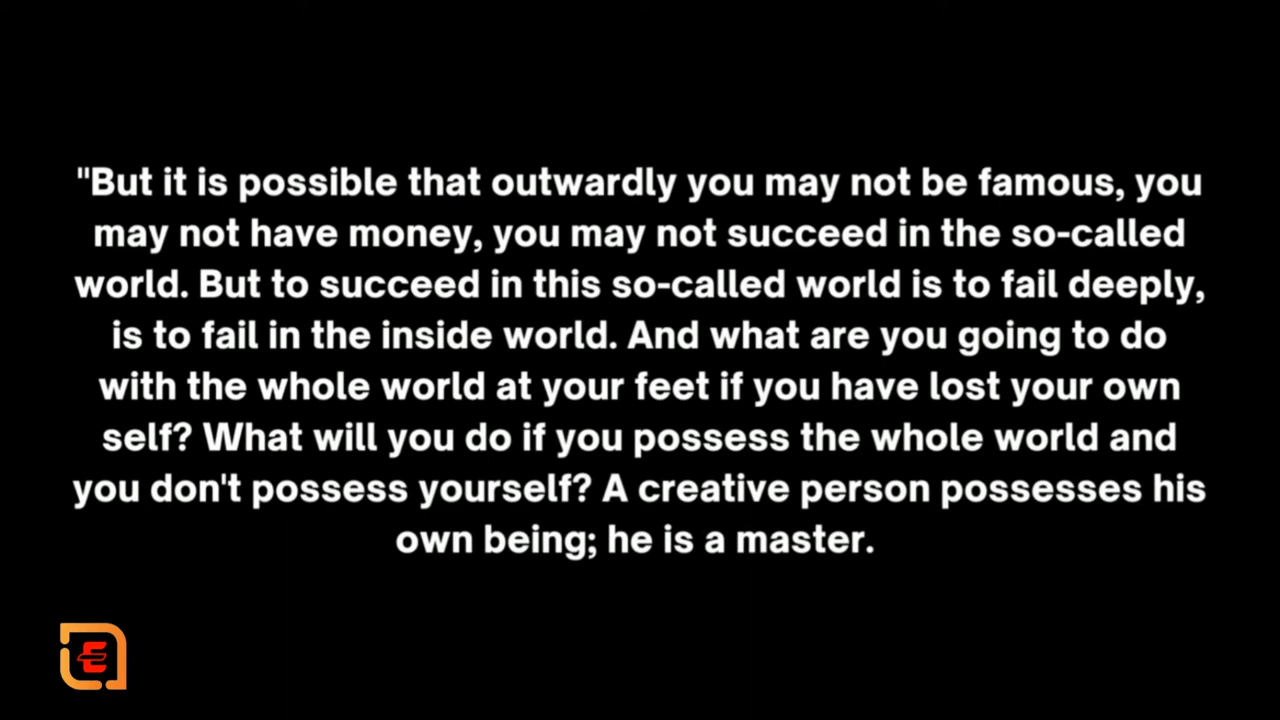 "But it is possible that outwardly you may not be famous, you
may not have money, you may not succeed in the so-called
world. But to succeed in this so-called world is to fail deeply,
is to fail in the inside world. And what are you going to do
with the whole world at your feet if you have lost your own
self? What will you do if you possess the whole world and
you don't possess yourself? A creative person possesses his
own being; he is a master.
E